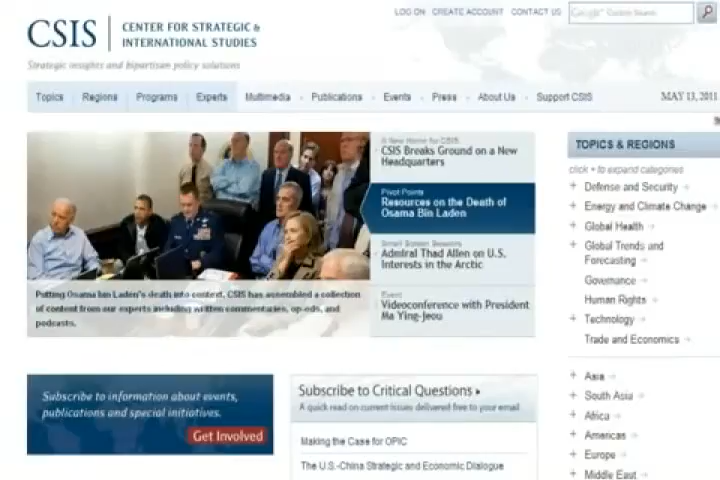 LOG ON CREATE ACCOUNT CONTACT US
Google Custom Search
CSIS
CENTER FOR STRATEGIC &
INTERNATIONAL STUDIES
Strategic insights and bipartisan policy solutions
Topics Regions Programs Experts Multimedia Publications Events Press About Us Support CSIS
MAY 13, 2011
A New Home for CSIS
CSIS Breaks Ground on a New
Headquarters
Pivot Points
Resources on the Death of
Osama Bin Laden
Admiral Thad Allen on U.S.
Interests in the Arctic
Event
Videoconference with President
Ma Ying-Jeou
Putting Osama bin Laden's death into context, CSIS has assembled a collection
of content from our experts including written commentaries, op-eds, and
podcasts.
Subscribe to information about events,
publications and special initiatives.
Get Involved
Subscribe to Critical Questions
A quick read on current issues delivered free to your email
Making the Case for OPIC
The U.S.-China Strategic and Economic Dialogue
TOPICS & REGIONS
click + to expand categories
+ Defense and Security
+ Energy and Climate Change
+ Global Health
+ Global Trends and
Forecasting
Governance
Human Rights
+ Technology
Trade and Economics
+ Asia
+ South Asia
+ Africa
+ Americas
+ Europe
+ Middle East